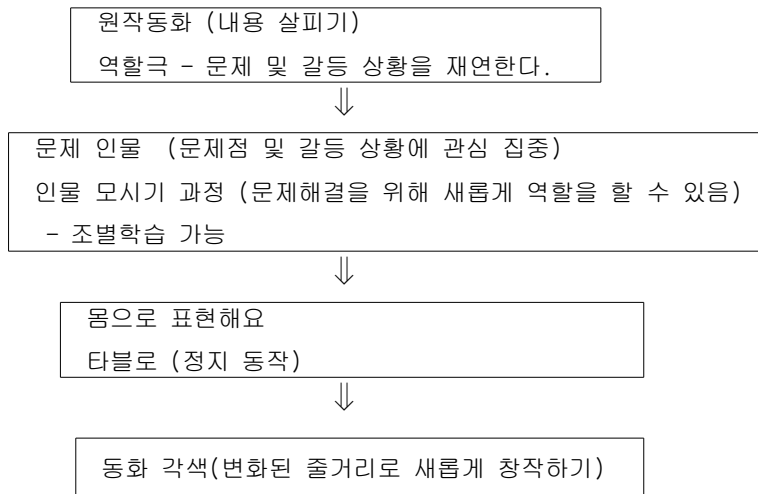 원작동화 (내용 살피기)
역할극 - 문제 및 갈등 상황을 재연한다.
⇓
문제 인물 (문제점 및 갈등 상황에 관심 집중)
인물 모시기 과정 (문제해결을 위해 새롭게 역할을 할 수 있음)
- 조별학습 가능
⇓
몸으로 표현해요
타블로 (정지 동작)
⇓
동화 각색(변화된 줄거리로 새롭게 창작하기)